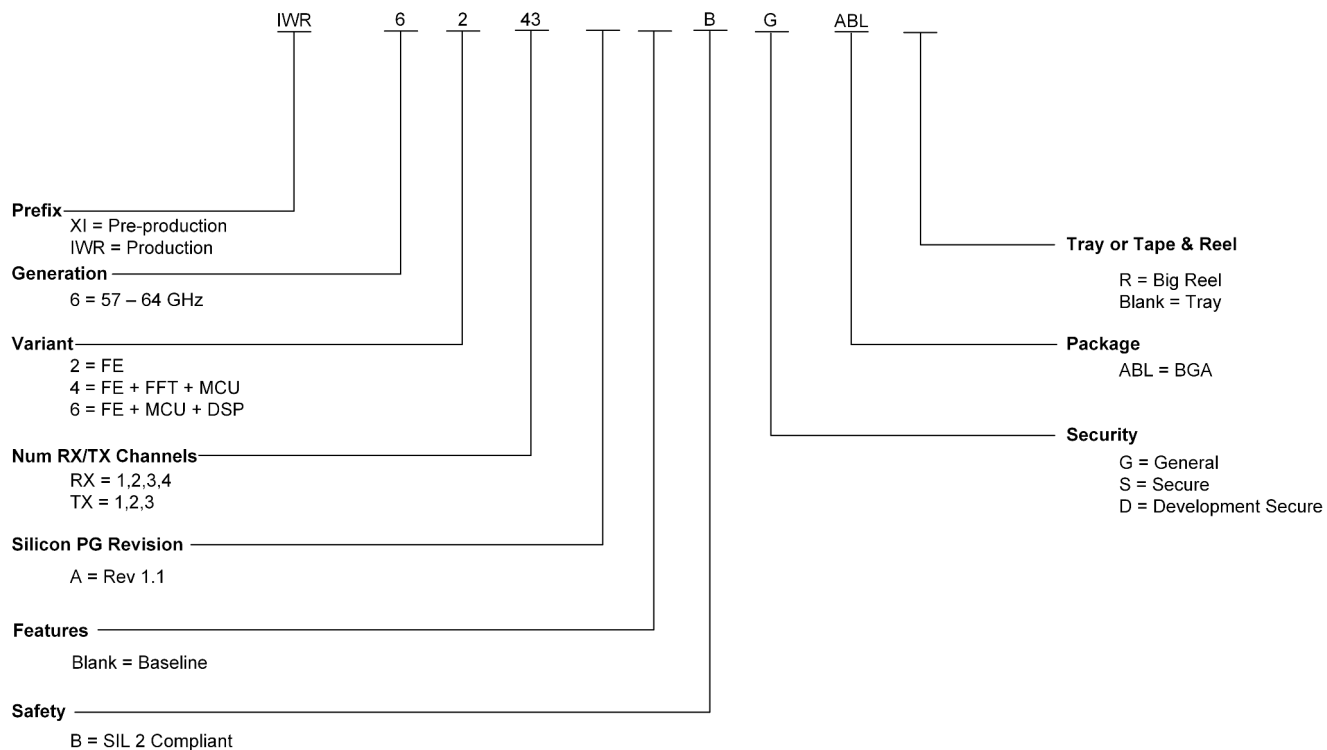 IWR 6 2 43 B G ABL
Prefix
XI = Pre-production
IWR = Production
Generation
6 = 57 – 64 GHz
Variant
2 = FE
4 = FE + FFT + MCU
6 = FE + MCU + DSP
Num RX/TX Channels
RX = 1,2,3,4
TX = 1,2,3
Silicon PG Revision
A = Rev 1.1
Features
Blank = Baseline
Safety
B = SIL 2 Compliant
Tray or Tape & Reel
R = Big Reel
Blank = Tray
Package
ABL = BGA
Security
G = General
S = Secure
D = Development Secure